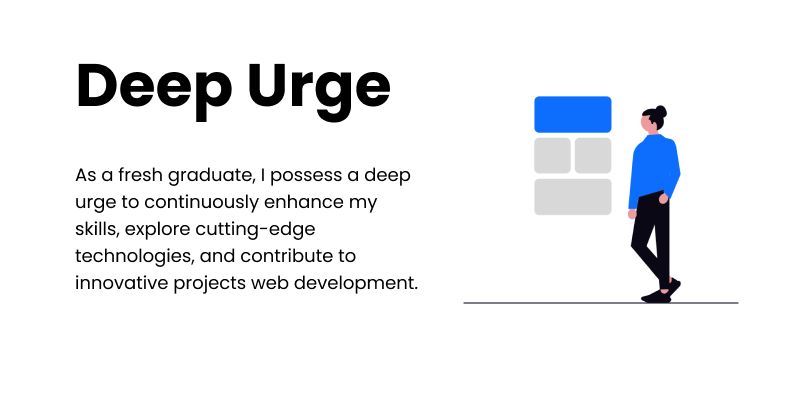 Deep Urge
As a fresh graduate, I possess a deep
urge to continuously enhance my
skills, explore cutting-edge
technologies, and contribute to
innovative projects web development.